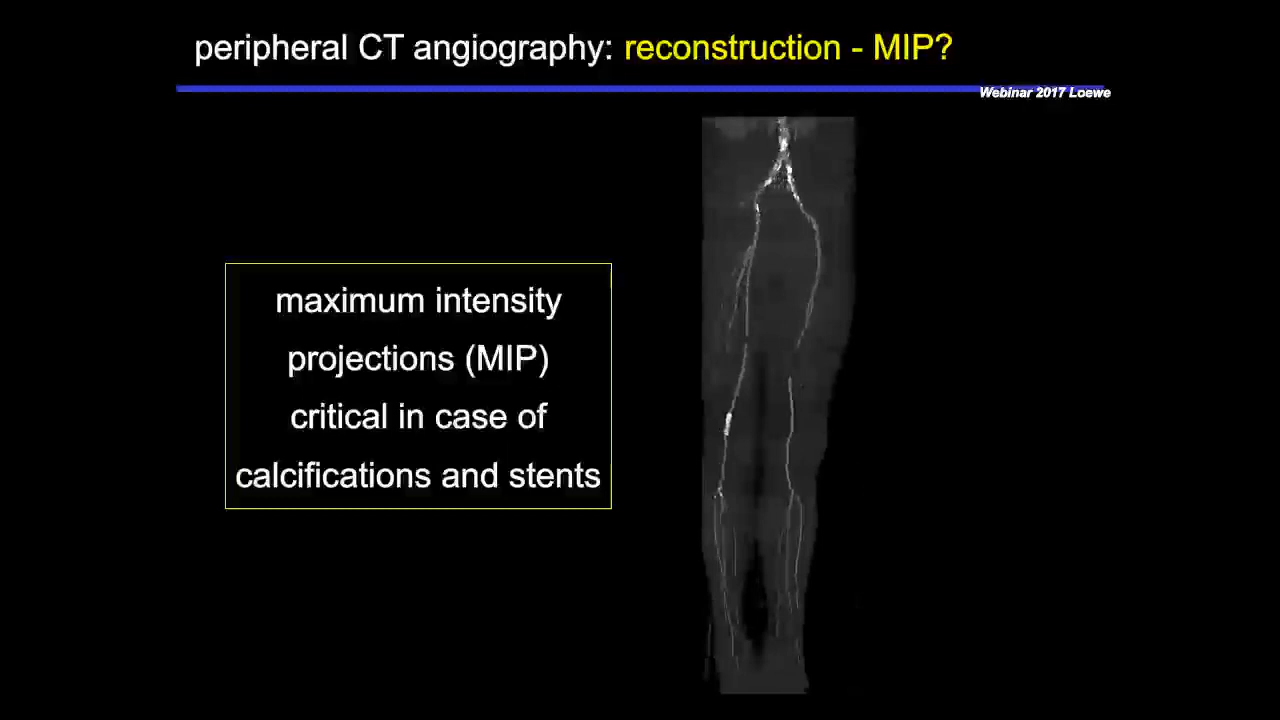 peripheral CT angiography: reconstruction - MIP?
Webinar 2017 Loewe
maximum intensity
projections (MIP)
critical in case of
calcifications and stents